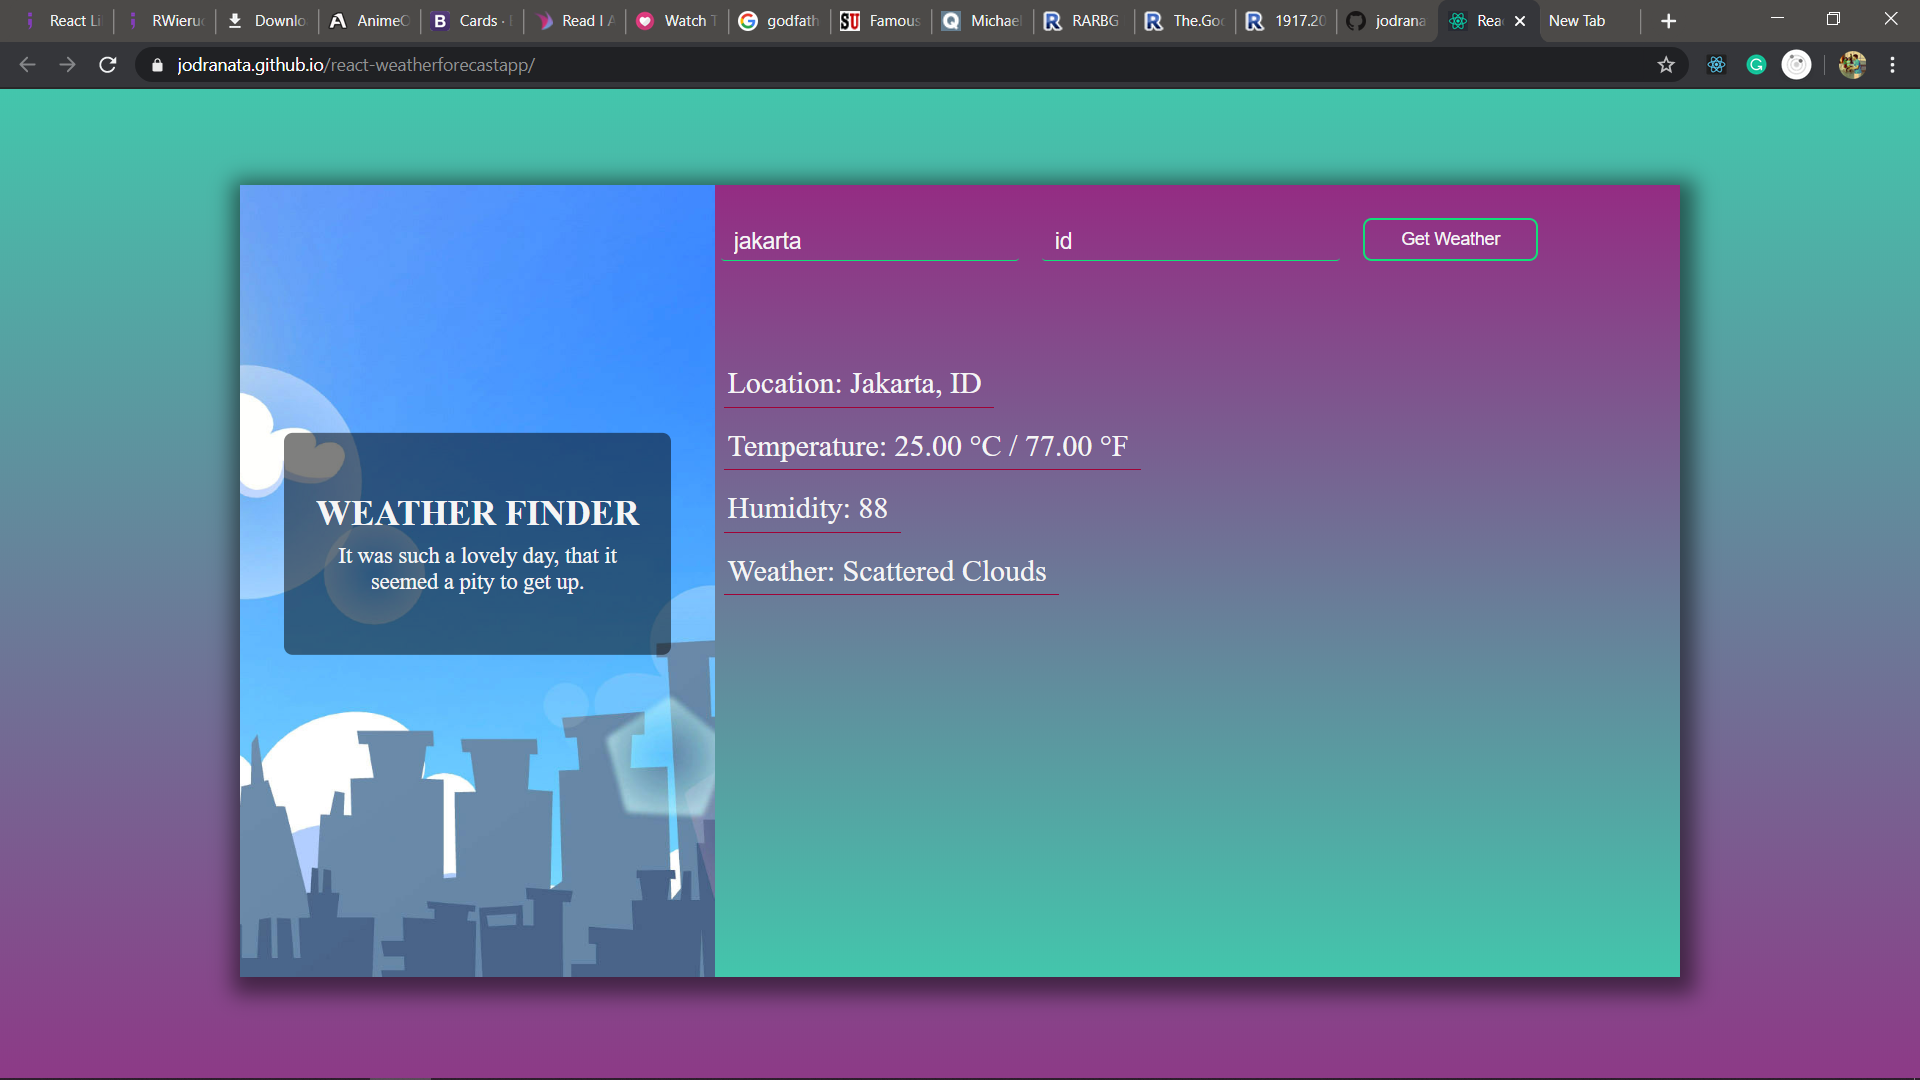 React Li
RWieruc
Downlo
AnimeO
Cards ·
Read I A
Watch T
godfath
Famous
Michael
RARBG
The.Goc
1917.20
jodrana
Rea
New Tab
jodranata.github.io/react-weatherforecastapp/
jakarta
id
Get Weather
WEATHER FINDER
It was such a lovely day, that it
seemed a pity to get up.
Location: Jakarta, ID
Temperature: 25.00 °C / 77.00 °F
Humidity: 88
Weather: Scattered Clouds